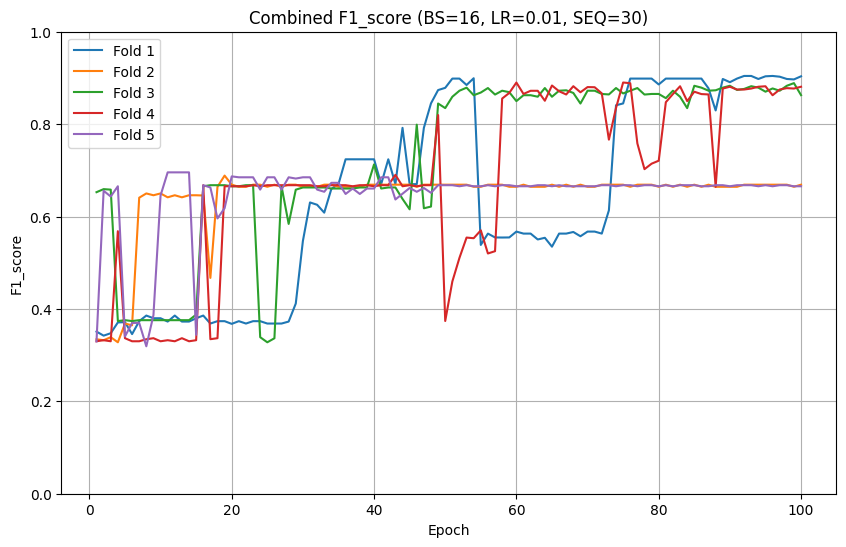 Combined F1_score (BS=16, LR=0.01, SEQ=30)
Fold 1
Fold 2
Fold 3
Fold 4
Fold 5
F1_score
1.0
0.8
0.6
0.4
0.2
0.0
0 20 40 60 80 100
Epoch